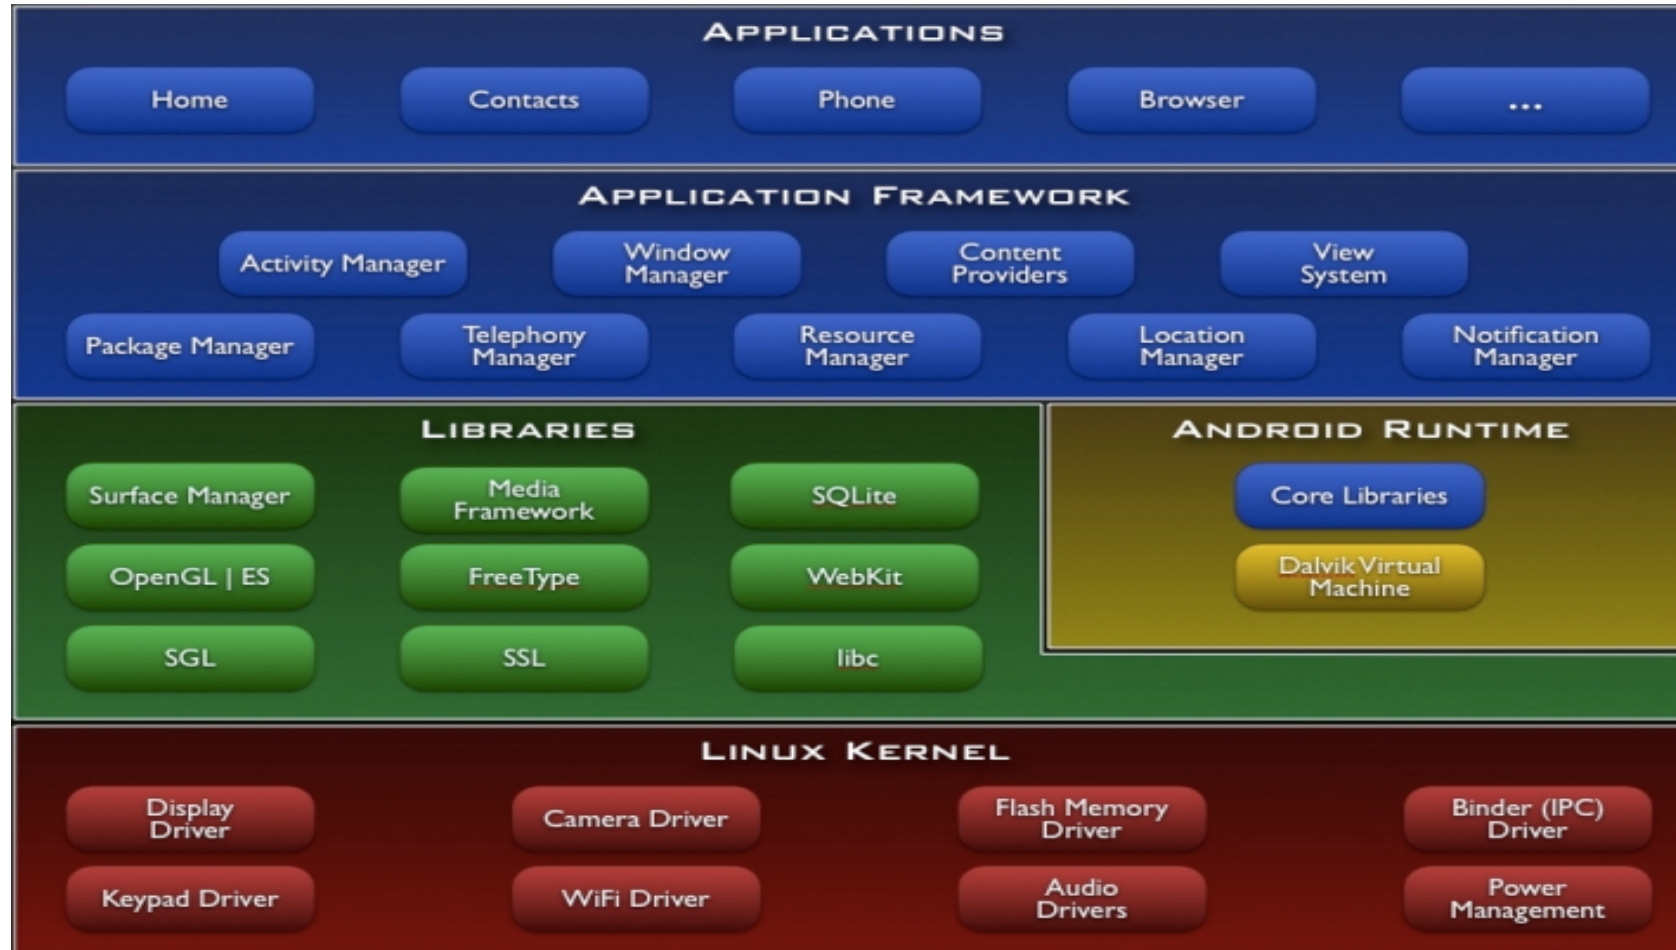 APPLICATIONS
Home
Contacts
Phone
Browser
...
APPLICATION FRAMEWORK
Activity Manager
Window
Manager
Content
Providers
View
System
Package Manager
Telephony
Manager
Resource
Manager
Location
Manager
Notification
Manager
LIBRARIES
Surface Manager
Media
Framework
SQLite
OpenGL | ES
FreeType
WebKit
SGL
SSL
libc
ANDROID RUNTIME
Core Libraries
Dalvik Virtual
Machine
LINUX KERNEL
Display
Driver
Camera Driver
Flash Memory
Driver
Binder (IPC)
Driver
Keypad Driver
WiFi Driver
Audio
Drivers
Power
Management